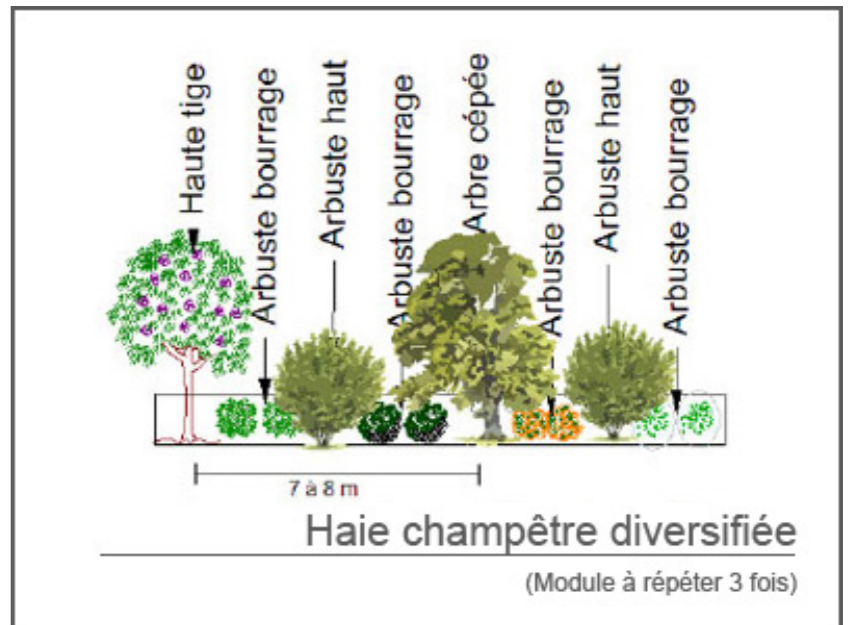 Haute tige
Arbuste bourrage
Arbuste haut
Arbuste bourrage
Arbre cépée
Arbuste bourrage
Arbuste haut
Arbuste bourrage
7 à 8 m
Haie champêtre diversifiée
(Module à répéter 3 fois)